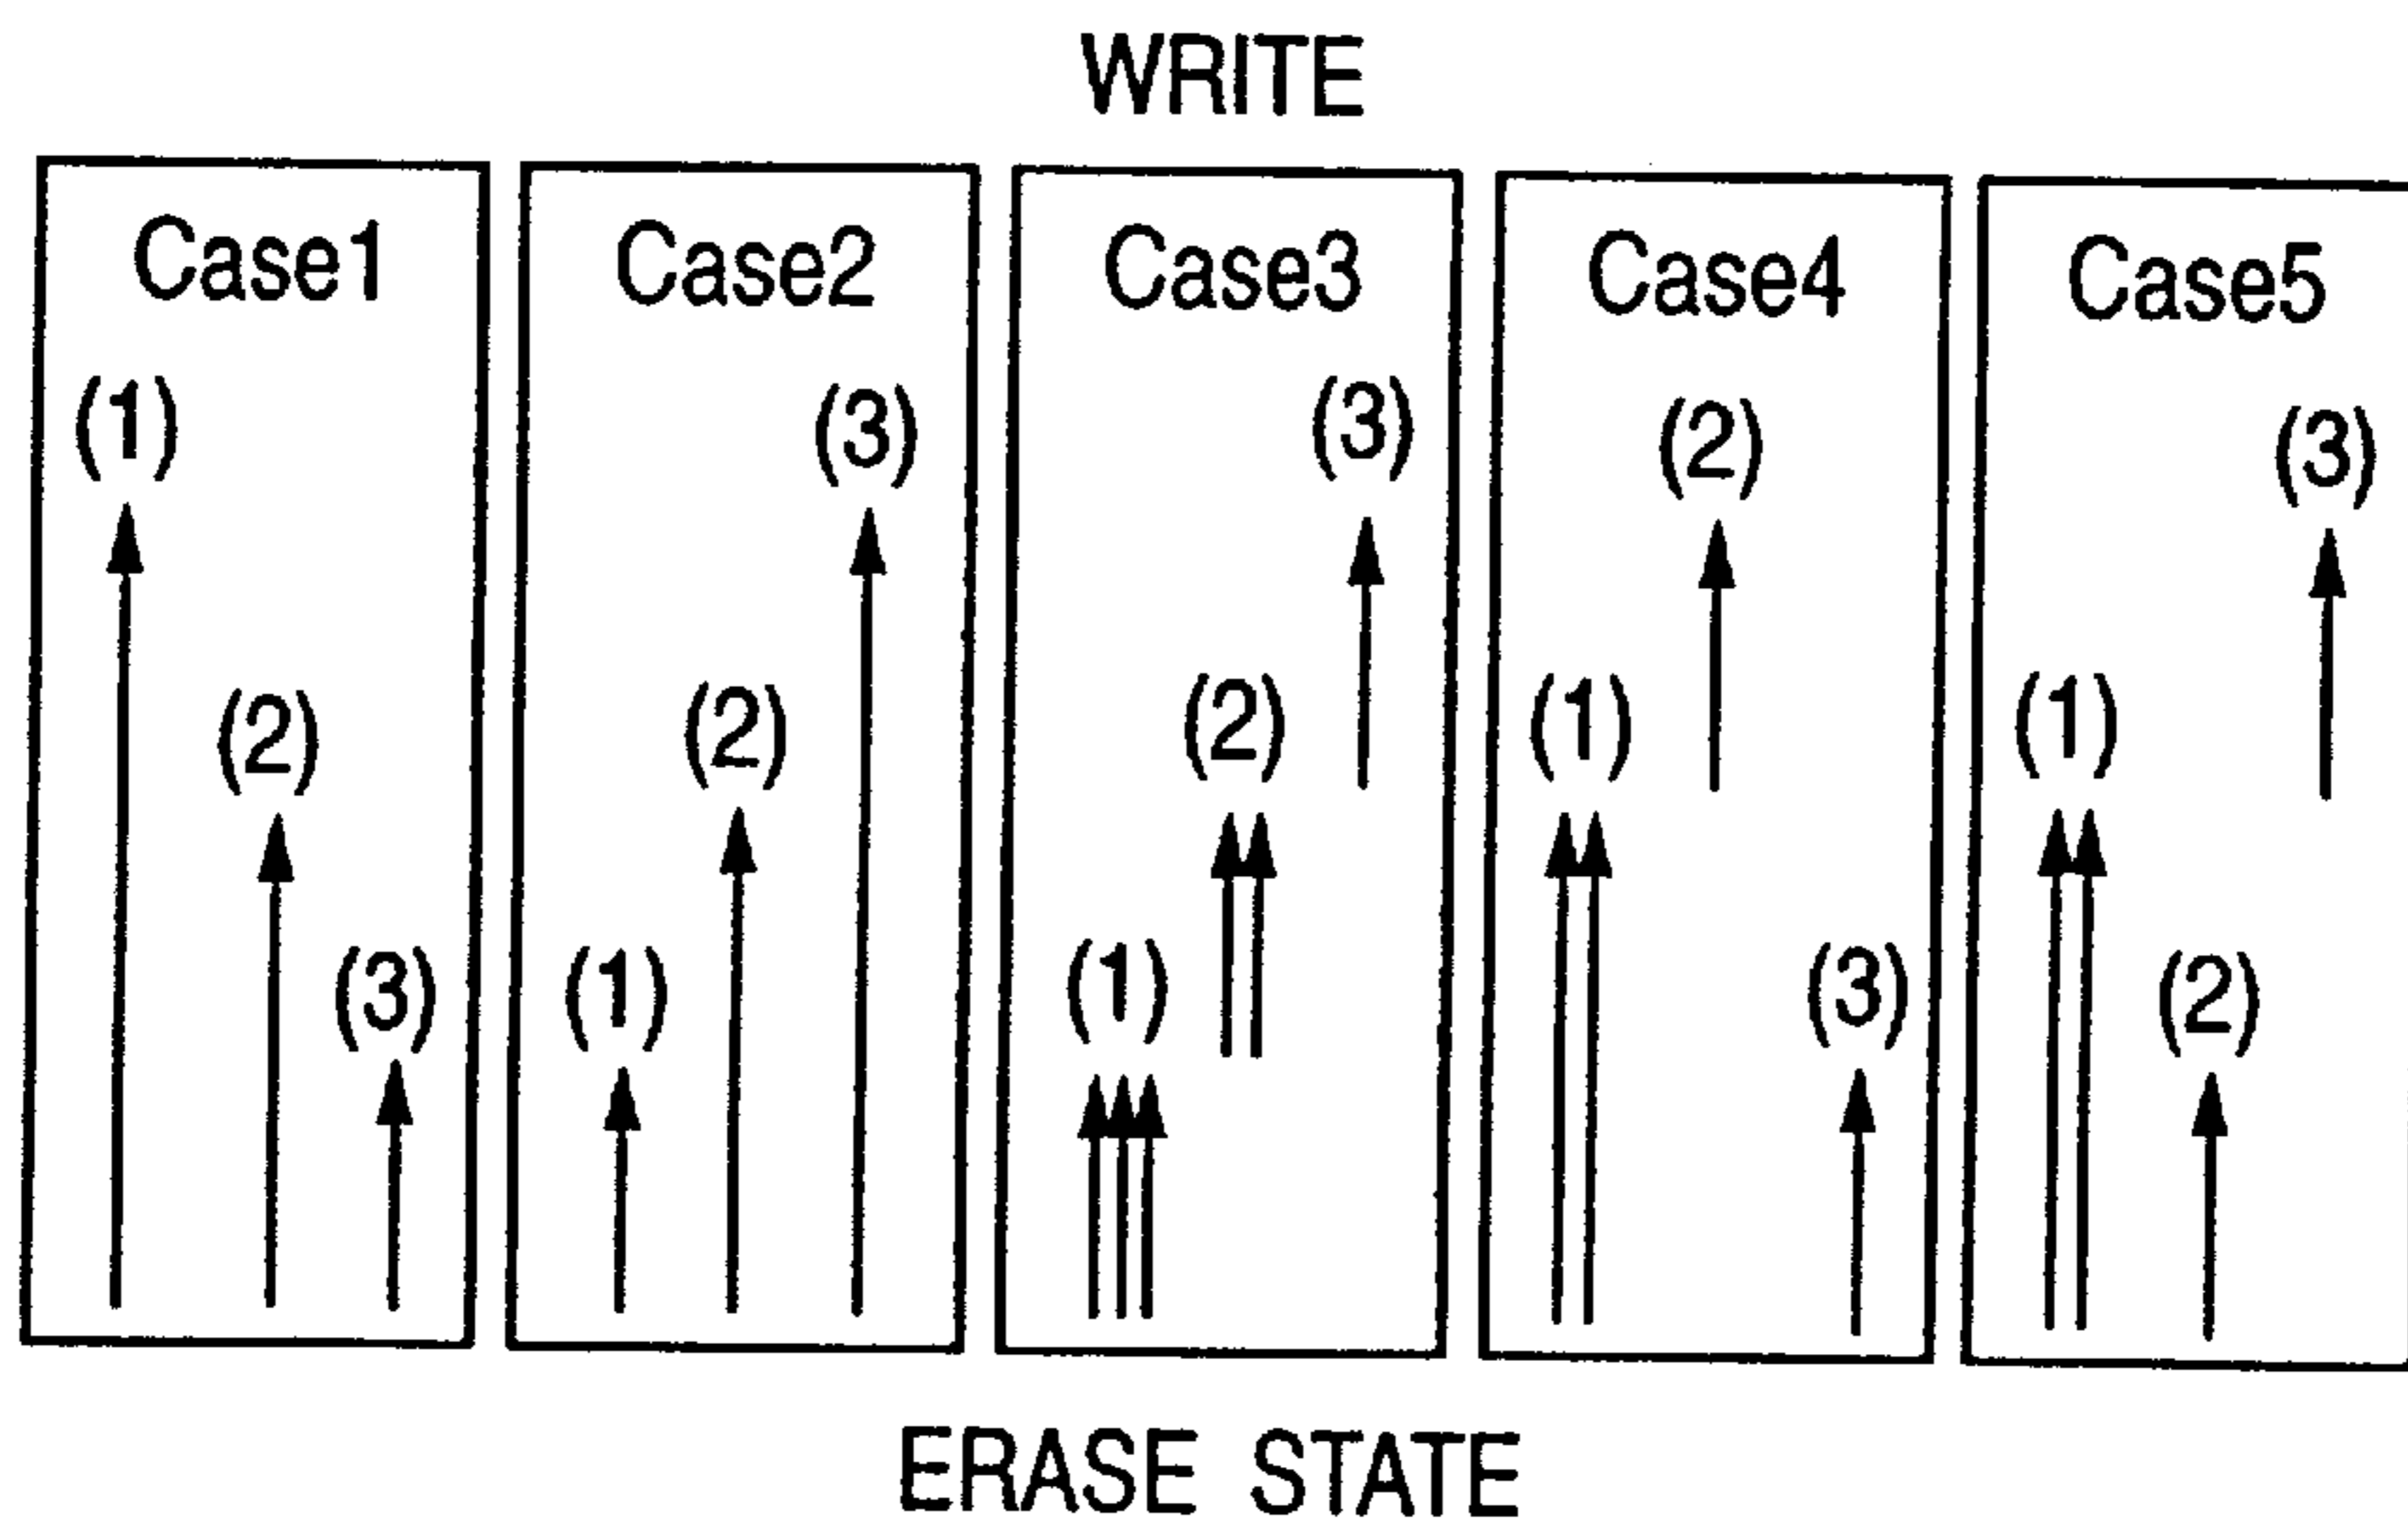 WRITE
Case1 Case2 Case3 Case4 Case5
(1) (3) (3) (2) (3)
(2) (2) (2) (1) (1)
(3) (1) (1) (3) (2)
ERASE STATE